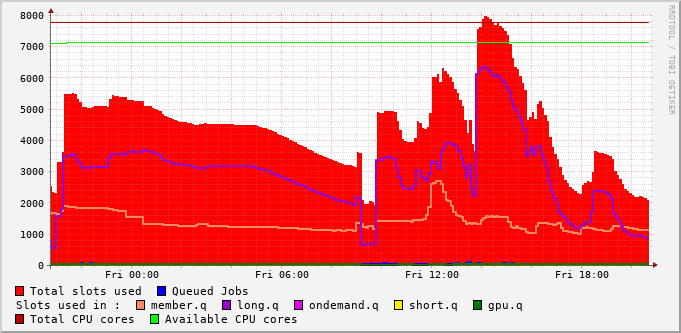 8000
7000
6000
5000
4000
3000
2000
1000
0
Fri 00:00 Fri 06:00 Fri 12:00 Fri 18:00
RRDTOOL / TOBI OETIKER
Total slots used Queued Jobs
Slots used in : member.q long.q ondemand.q short.q gpu.q
Total CPU cores Available CPU cores